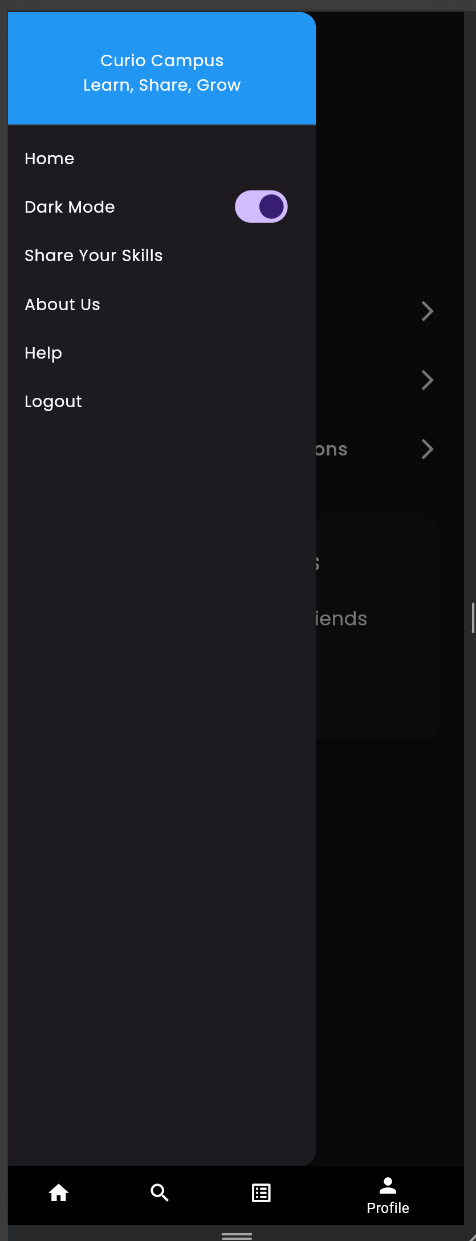 Curio Campus
Learn, Share, Grow
Home
Dark Mode
Share Your Skills
About Us
Help
Logout
ons
s
iends
Profile